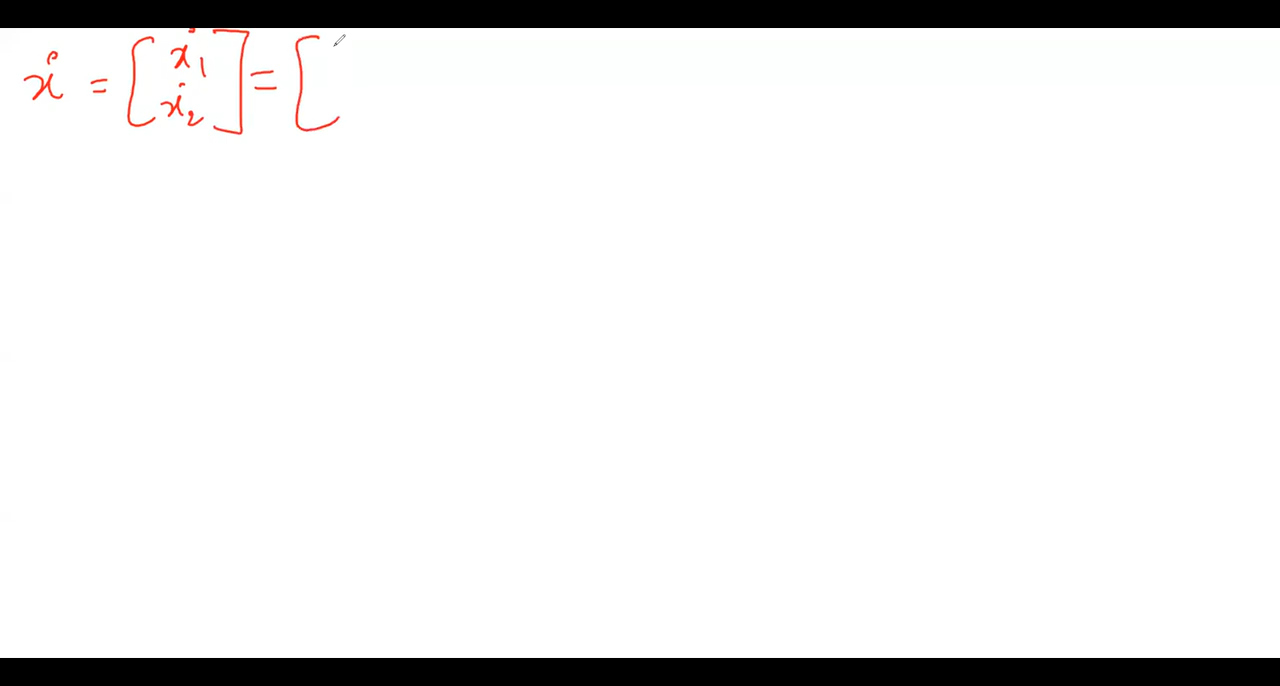 ẋ = [ẋ₁
ẋ₂] = [